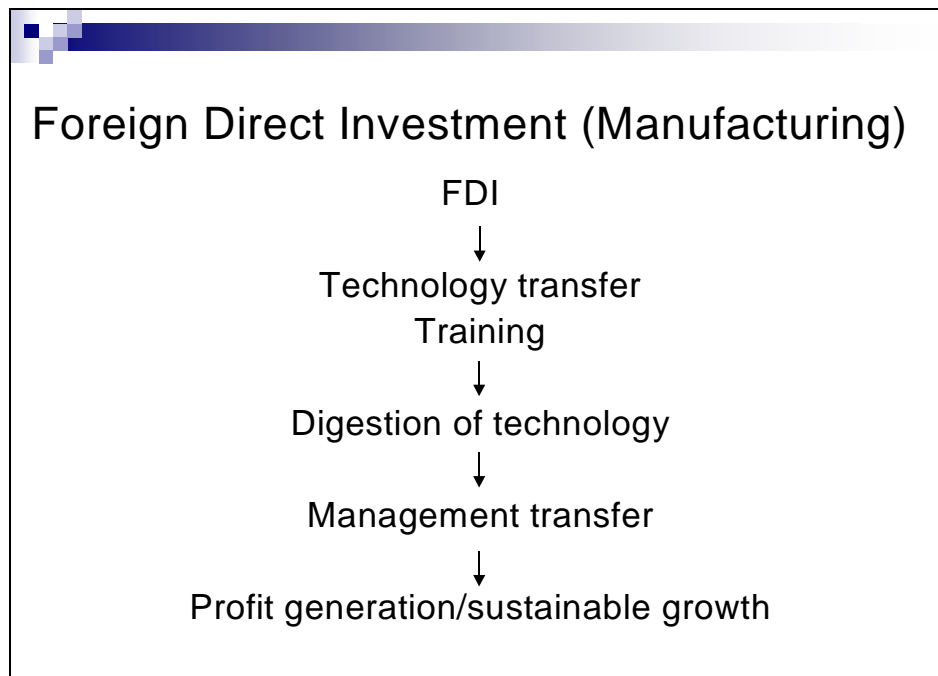 Foreign Direct Investment (Manufacturing)
FDI
Technology transfer
Training
Digestion of technology
Management transfer
Profit generation/sustainable growth